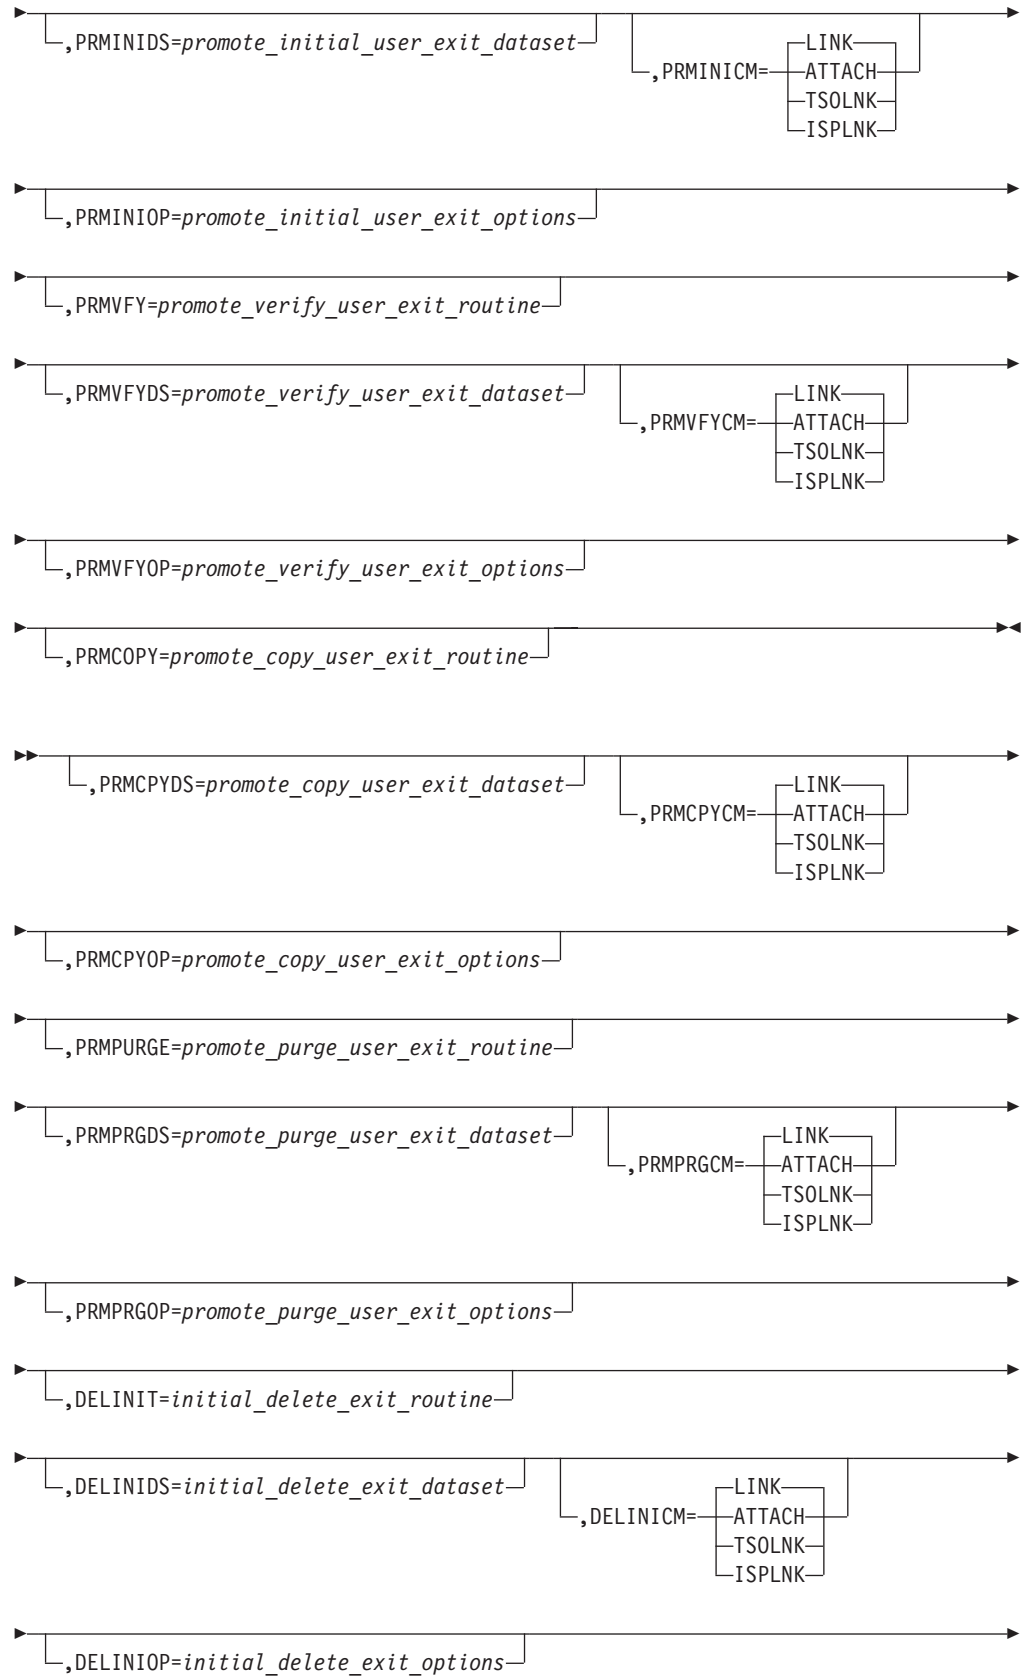 ,PRMINIDS=promote_initial_user_exit_dataset
,PRMINICM=
LINK
ATTACH
TSOLNK
ISPLNK
,PRMINIOP=promote_initial_user_exit_options
,PRMVFY=promote_verify_user_exit_routine
,PRMVFYDS=promote_verify_user_exit_dataset
,PRMVFYCM=
LINK
ATTACH
TSOLNK
ISPLNK
,PRMVFYOP=promote_verify_user_exit_options
,PRMCOPY=promote_copy_user_exit_routine
,PRMCPYDS=promote_copy_user_exit_dataset
,PRMCPYCM=
LINK
ATTACH
TSOLNK
ISPLNK
,PRMCPYOP=promote_copy_user_exit_options
,PRMPURGE=promote_purge_user_exit_routine
,PRMPRGDS=promote_purge_user_exit_dataset
,PRMPRGCM=
LINK
ATTACH
TSOLNK
ISPLNK
,PRMPRGOP=promote_purge_user_exit_options
,DELINIT=initial_delete_exit_routine
,DELINIDS=initial_delete_exit_dataset
,DELINICM=
LINK
ATTACH
TSOLNK
ISPLNK
,DELINIOP=initial_delete_exit_options